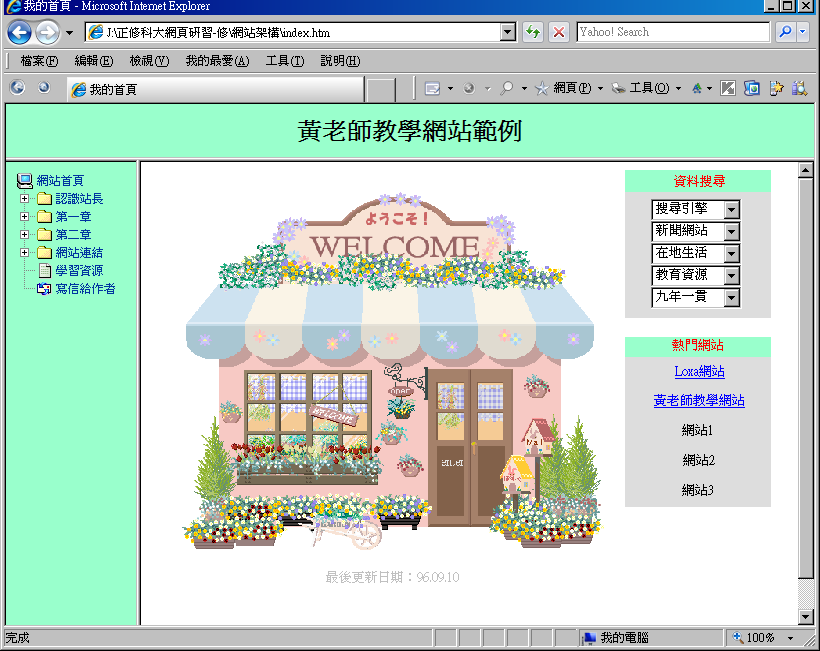 我的首頁 - Microsoft Internet Explorer
J:\正修科大網頁研習-修\網站架構\index.htm
Yahoo! Search
檔案(F) 編輯(E) 檢視(V) 我的最愛(A) 工具(T) 說明(H)
我的首頁
網頁(P) 工具(O)
黃老師教學網站範例
網站首頁
認識站長
第一章
第二章
網站連結
學習資源
寫信給作者
ようこそ!
WELCOME
WELCOME
Mail
最後更新日期：96.09.10
資料搜尋
搜尋引擎
新聞網站
在地生活
教育資源
九年一貫
熱門網站
Loxa網站
黃老師教學網站
網站1
網站2
網站3
完成
我的電腦
100%